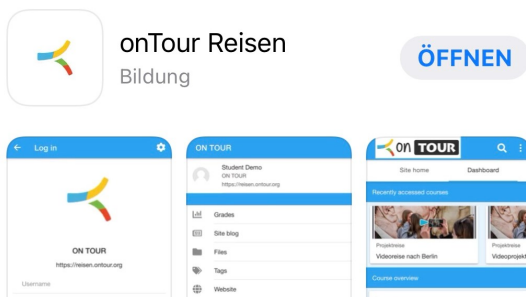 onTour Reisen
Bildung
ÖFFNEN
Log in
ON TOUR
https://reisen.ontour.org
Username
ON TOUR
Student Demo
ON TOUR
https://reisen.ontour.org
Grades
Site blog
Files
Tags
Website
on TOUR
Site home
Dashboard
Recently accessed courses
Projektreise
Videoreise nach Berlin
Projektreise
Videoprojekt
Course overview